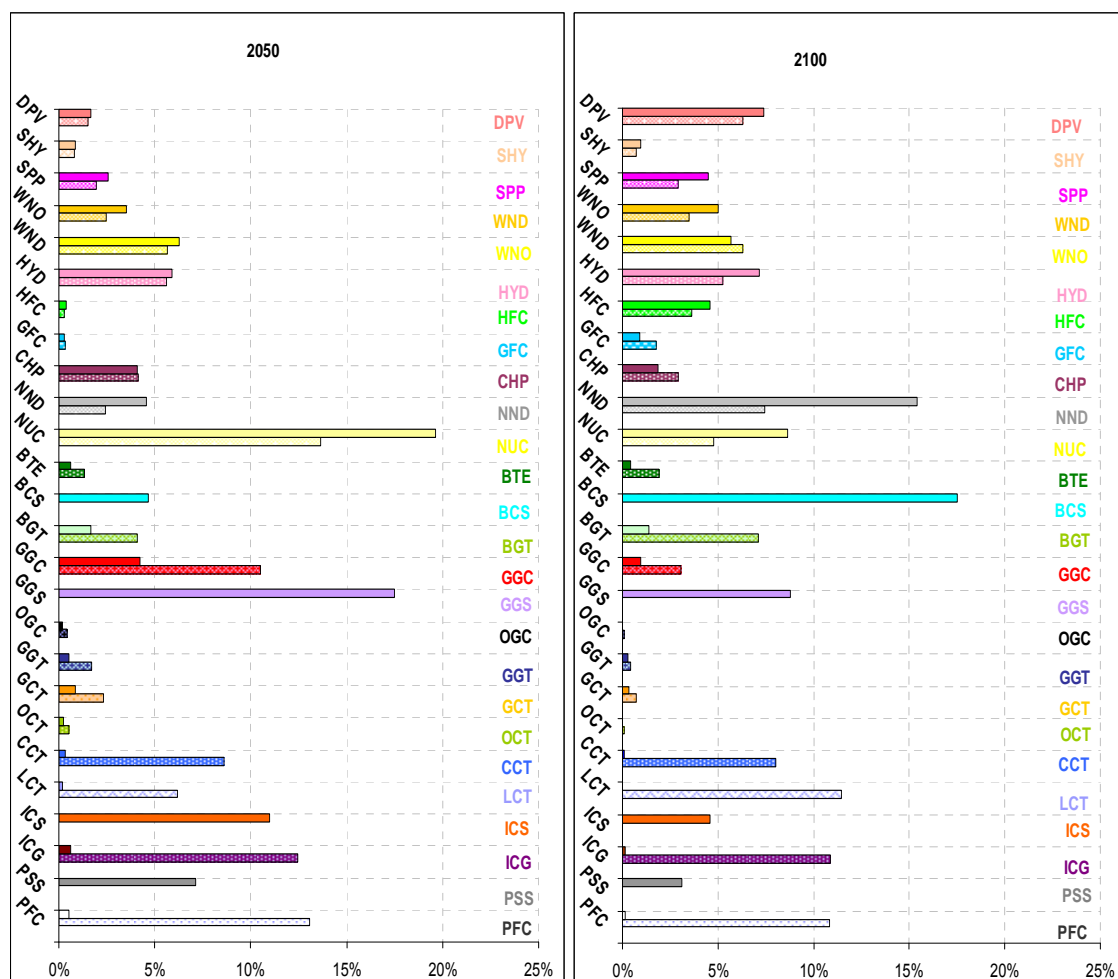 2050
DPV
SHY
SPP
WNO
WND
HYD
HFC
GFC
CHP
NND
NUC
BTE
BCS
BGT
GGC
GGS
OGC
GGT
GCT
OCT
CCT
LCT
ICS
ICG
PSS
PFC
DPV
SHY
SPP
WND
WNO
HYD
HFC
GFC
CHP
NND
NUC
BTE
BCS
BGT
GGC
GGS
OGC
GGT
GCT
OCT
CCT
LCT
ICS
ICG
PSS
PFC
0% 5% 10% 15% 20% 25%
2100
DPV
SHY
SPP
WNO
WND
HYD
HFC
GFC
CHP
NND
NUC
BTE
BCS
BGT
GGC
GGS
OGC
GGT
GCT
OCT
CCT
LCT
ICS
ICG
PSS
PFC
DPV
SHY
SPP
WND
WNO
HYD
HFC
GFC
CHP
NND
NUC
BTE
BCS
BGT
GGC
GGS
OGC
GGT
GCT
OCT
CCT
LCT
ICS
ICG
PSS
PFC
0% 5% 10% 15% 20% 25%